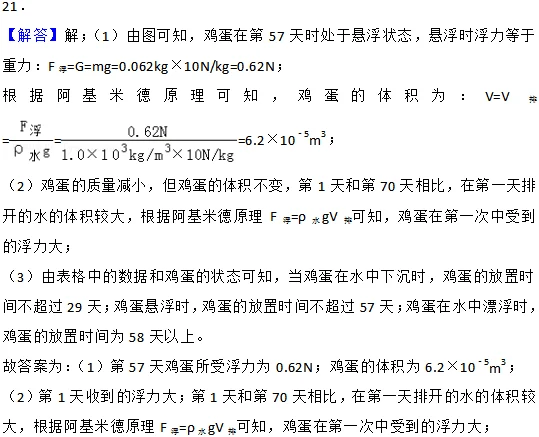 21．
【解答】解；（1）由图可知，鸡蛋在第 57 天时处于悬浮状态，悬浮时浮力等于
重力：F 浮=G=mg=0.062kg×10N/kg=0.62N；
根据阿基米德原理可知，鸡蛋的体积为：V=V 排
=F浮/ρ水g=0.62N/1.0×10³kg/m³×10N/kg=6.2×10⁻⁵m³；
（2）鸡蛋的质量减小，但鸡蛋的体积不变，第 1 天和第 70 天相比，在第一天排
开的水的体积较大，根据阿基米德原理 F 浮=ρ 水gV 排可知，鸡蛋在第一次中受到
的浮力大；
（3）由表格中的数据和鸡蛋的状态可知，当鸡蛋在水中下沉时，鸡蛋的放置时
间不超过 29 天；鸡蛋悬浮时，鸡蛋的放置时间不超过 57 天；鸡蛋在水中漂浮时，
鸡蛋的放置时间为 58 天以上。
故答案为：（1）第 57 天鸡蛋所受浮力为 0.62N；鸡蛋的体积为 6.2×10⁻⁵m³；
（2）第 1 天收到的浮力大；第 1 天和第 70 天相比，在第一天排开的水的体积较
大，根据阿基米德原理 F 浮=ρ 水gV 排可知，鸡蛋在第一次中受到的浮力大；